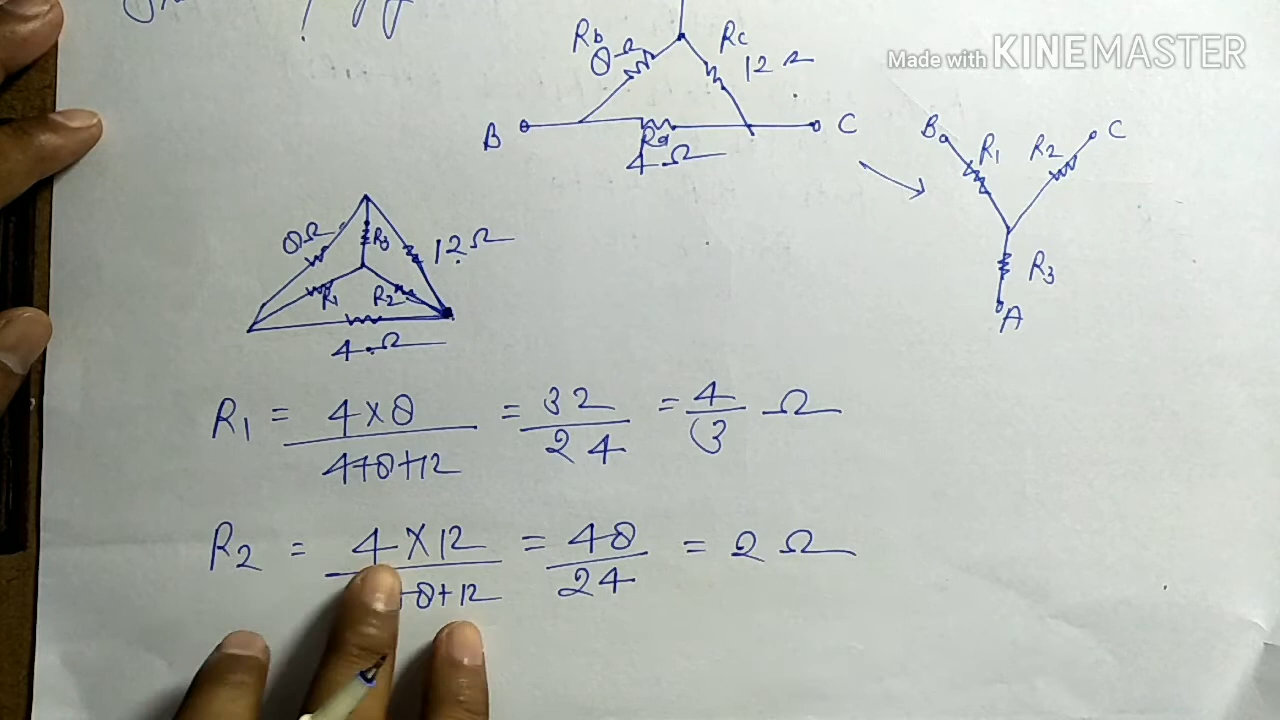 Rb
8Ω
Rc
12Ω
Made with KINEMASTER
B
Ra
4Ω
C
B
R1
R2
C
R3
A
8Ω
R3
12Ω
R1
R2
4Ω
R1 = 4×8 / 4+8+12 = 32 / 24 = 4 / 3 Ω
R2 = 4×12 / +8+12 = 48 / 24 = 2 Ω